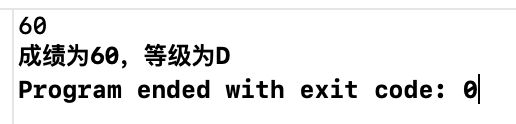 60
成绩为60，等级为D
Program ended with exit code: 0